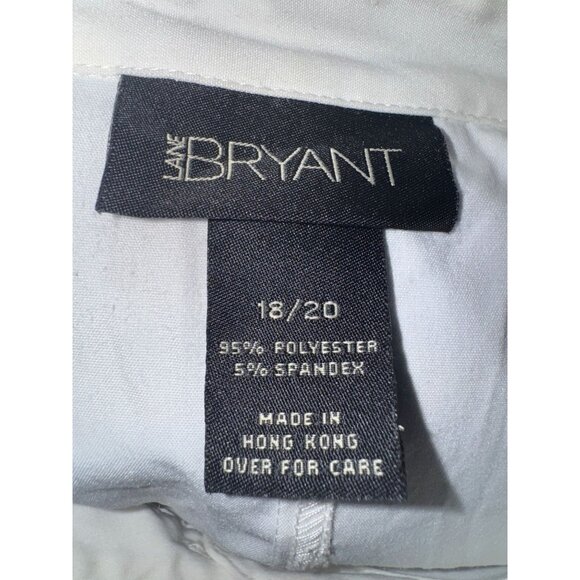 LANE BRYANT
18/20
95% POLYESTER
5% SPANDEX
MADE IN
HONG KONG
OVER FOR CARE